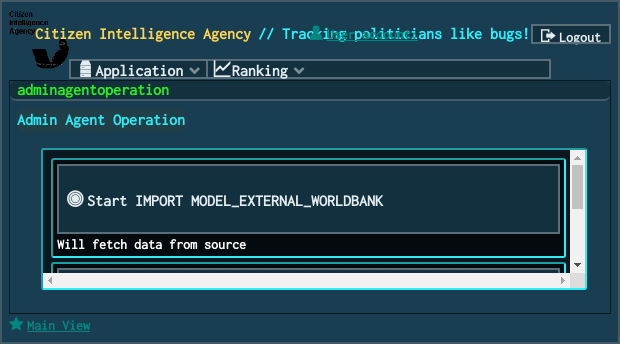 Citizen
Intelligence
Agency
Citizen Intelligence Agency // Tracking politicians like bugs!
Logout
Application
Ranking
adminagentoperation
Admin Agent Operation
Start IMPORT MODEL_EXTERNAL_WORLDBANK
Will fetch data from source
Main View